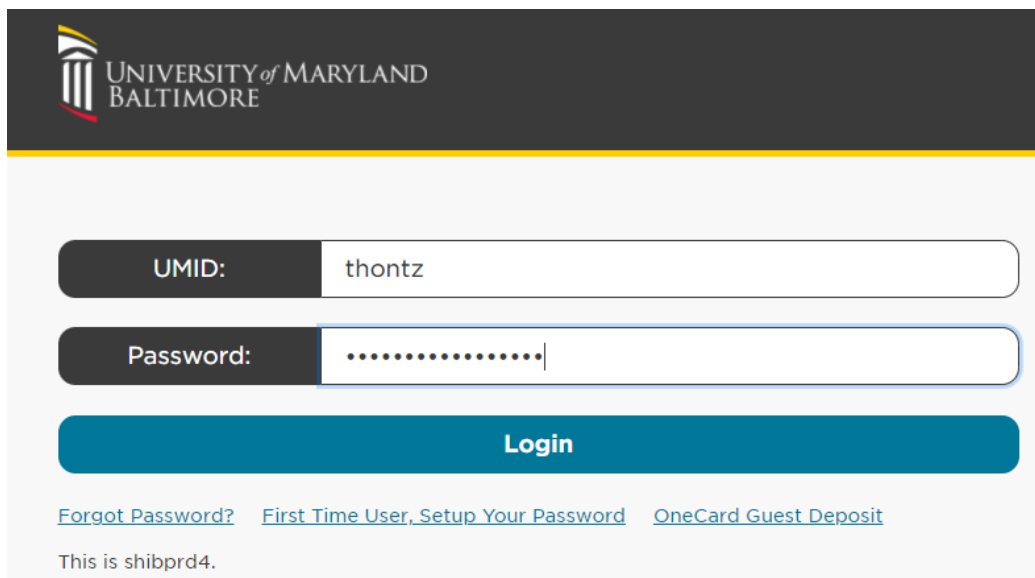 UNIVERSITY of MARYLAND
BALTIMORE
UMID: thontz
Password: •••••••••••••••••
Login
Forgot Password? First Time User, Setup Your Password OneCard Guest Deposit
This is shibprd4.